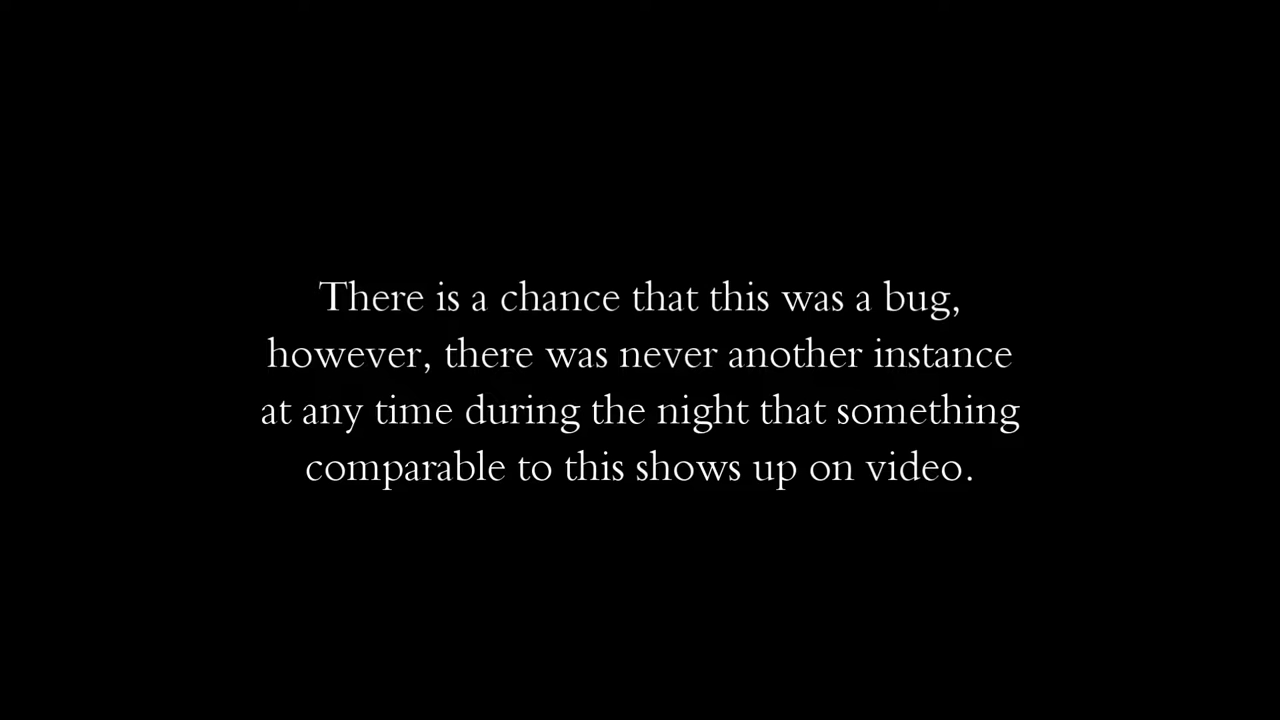 There is a chance that this was a bug,
however, there was never another instance
at any time during the night that something
comparable to this shows up on video.